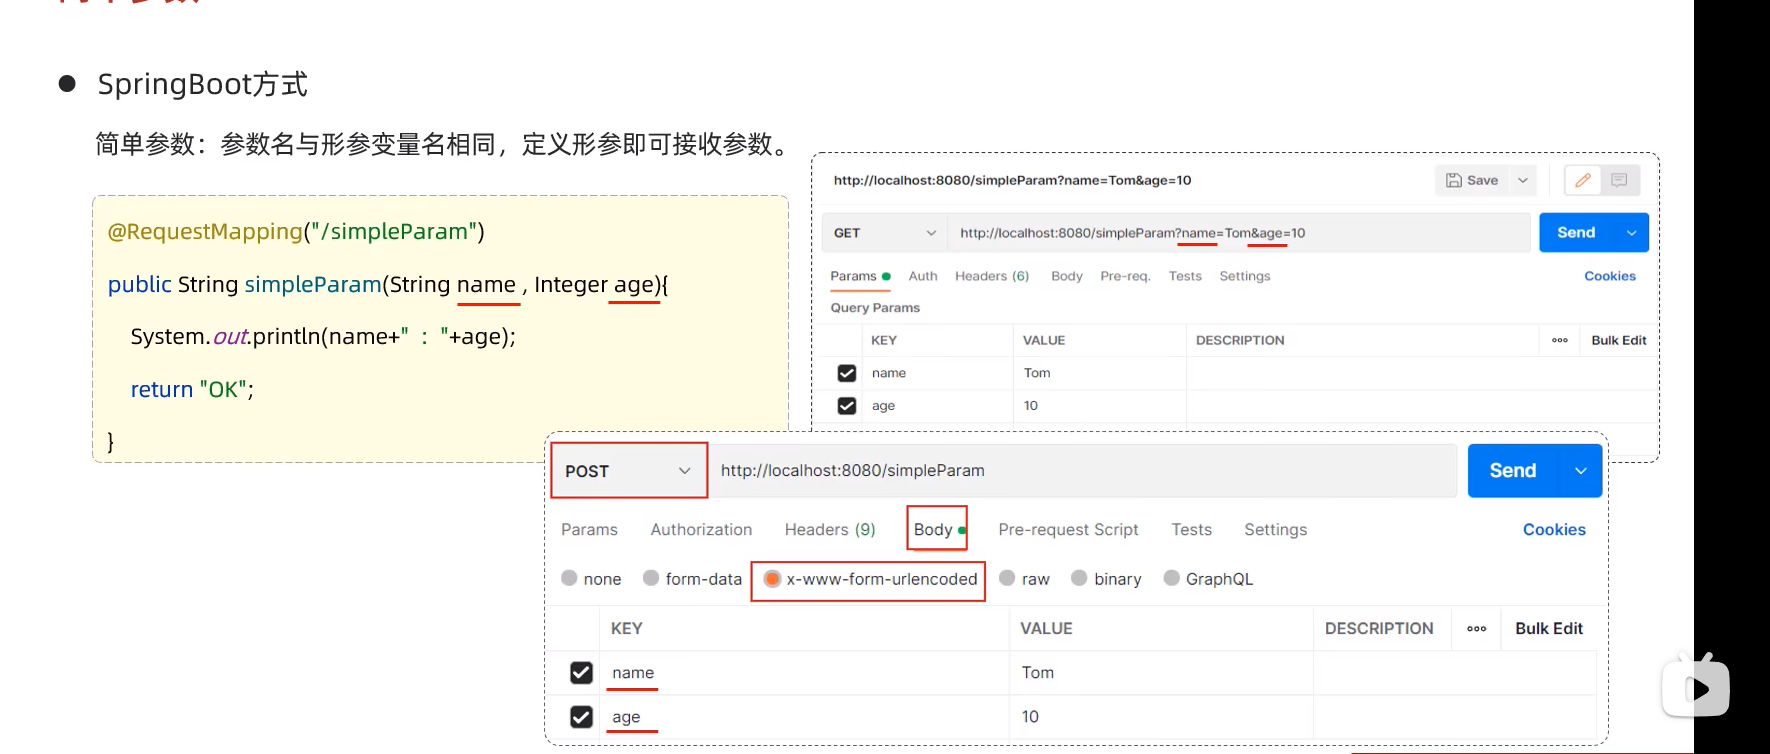 SpringBoot方式
简单参数：参数名与形参变量名相同，定义形参即可接收参数。
@RequestMapping("/simpleParam")
public String simpleParam(String name , Integer age){
System.out.println(name+" : "+age);
return "OK";
}
http://localhost:8080/simpleParam?name=Tom&age=10
Save
GET
http://localhost:8080/simpleParam?name=Tom&age=10
Send
Params Auth Headers (6) Body Pre-req. Tests Settings Cookies
Query Params
KEY VALUE DESCRIPTION ooo Bulk Edit
name Tom
age 10
POST http://localhost:8080/simpleParam Send
Params Authorization Headers (9) Body Pre-request Script Tests Settings Cookies
none form-data x-www-form-urlencoded raw binary GraphQL
KEY VALUE DESCRIPTION ooo Bulk Edit
name Tom
age 10